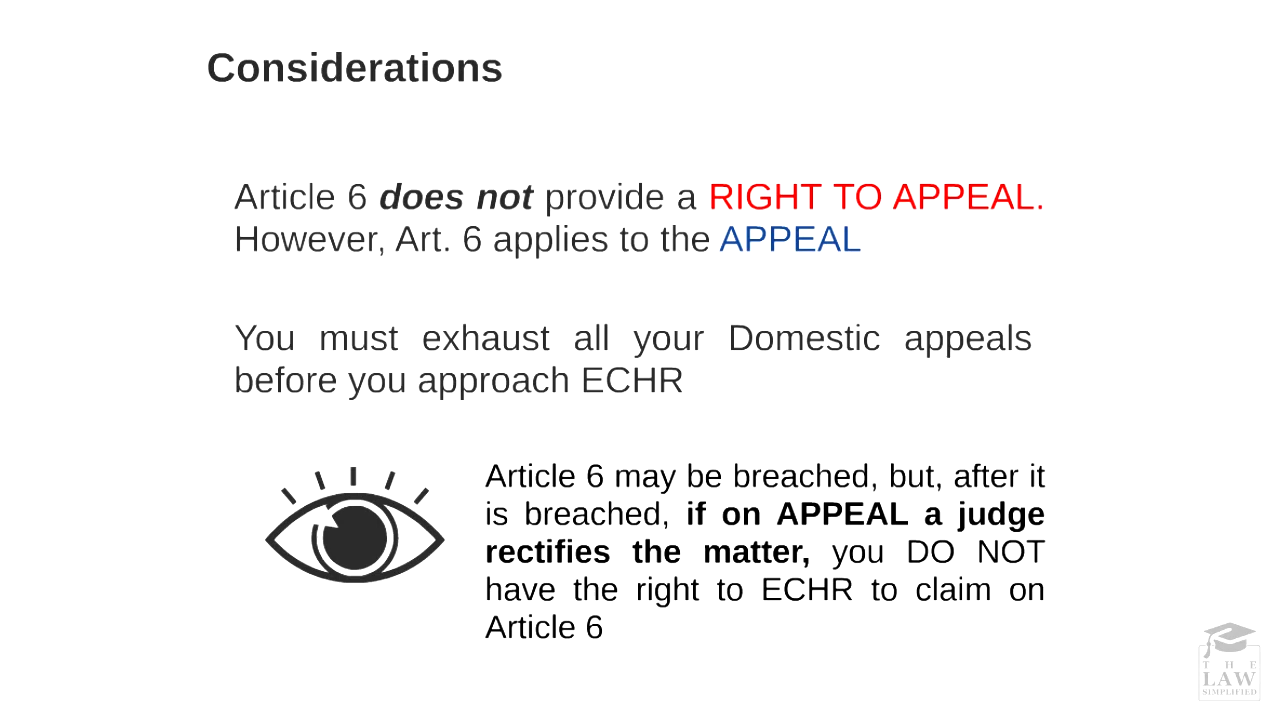 Considerations
Article 6 does not provide a RIGHT TO APPEAL.
However, Art. 6 applies to the APPEAL
You must exhaust all your Domestic appeals
before you approach ECHR
Article 6 may be breached, but, after it
is breached, if on APPEAL a judge
rectifies the matter, you DO NOT
have the right to ECHR to claim on
Article 6
THE
LAW
SIMPLIFIED